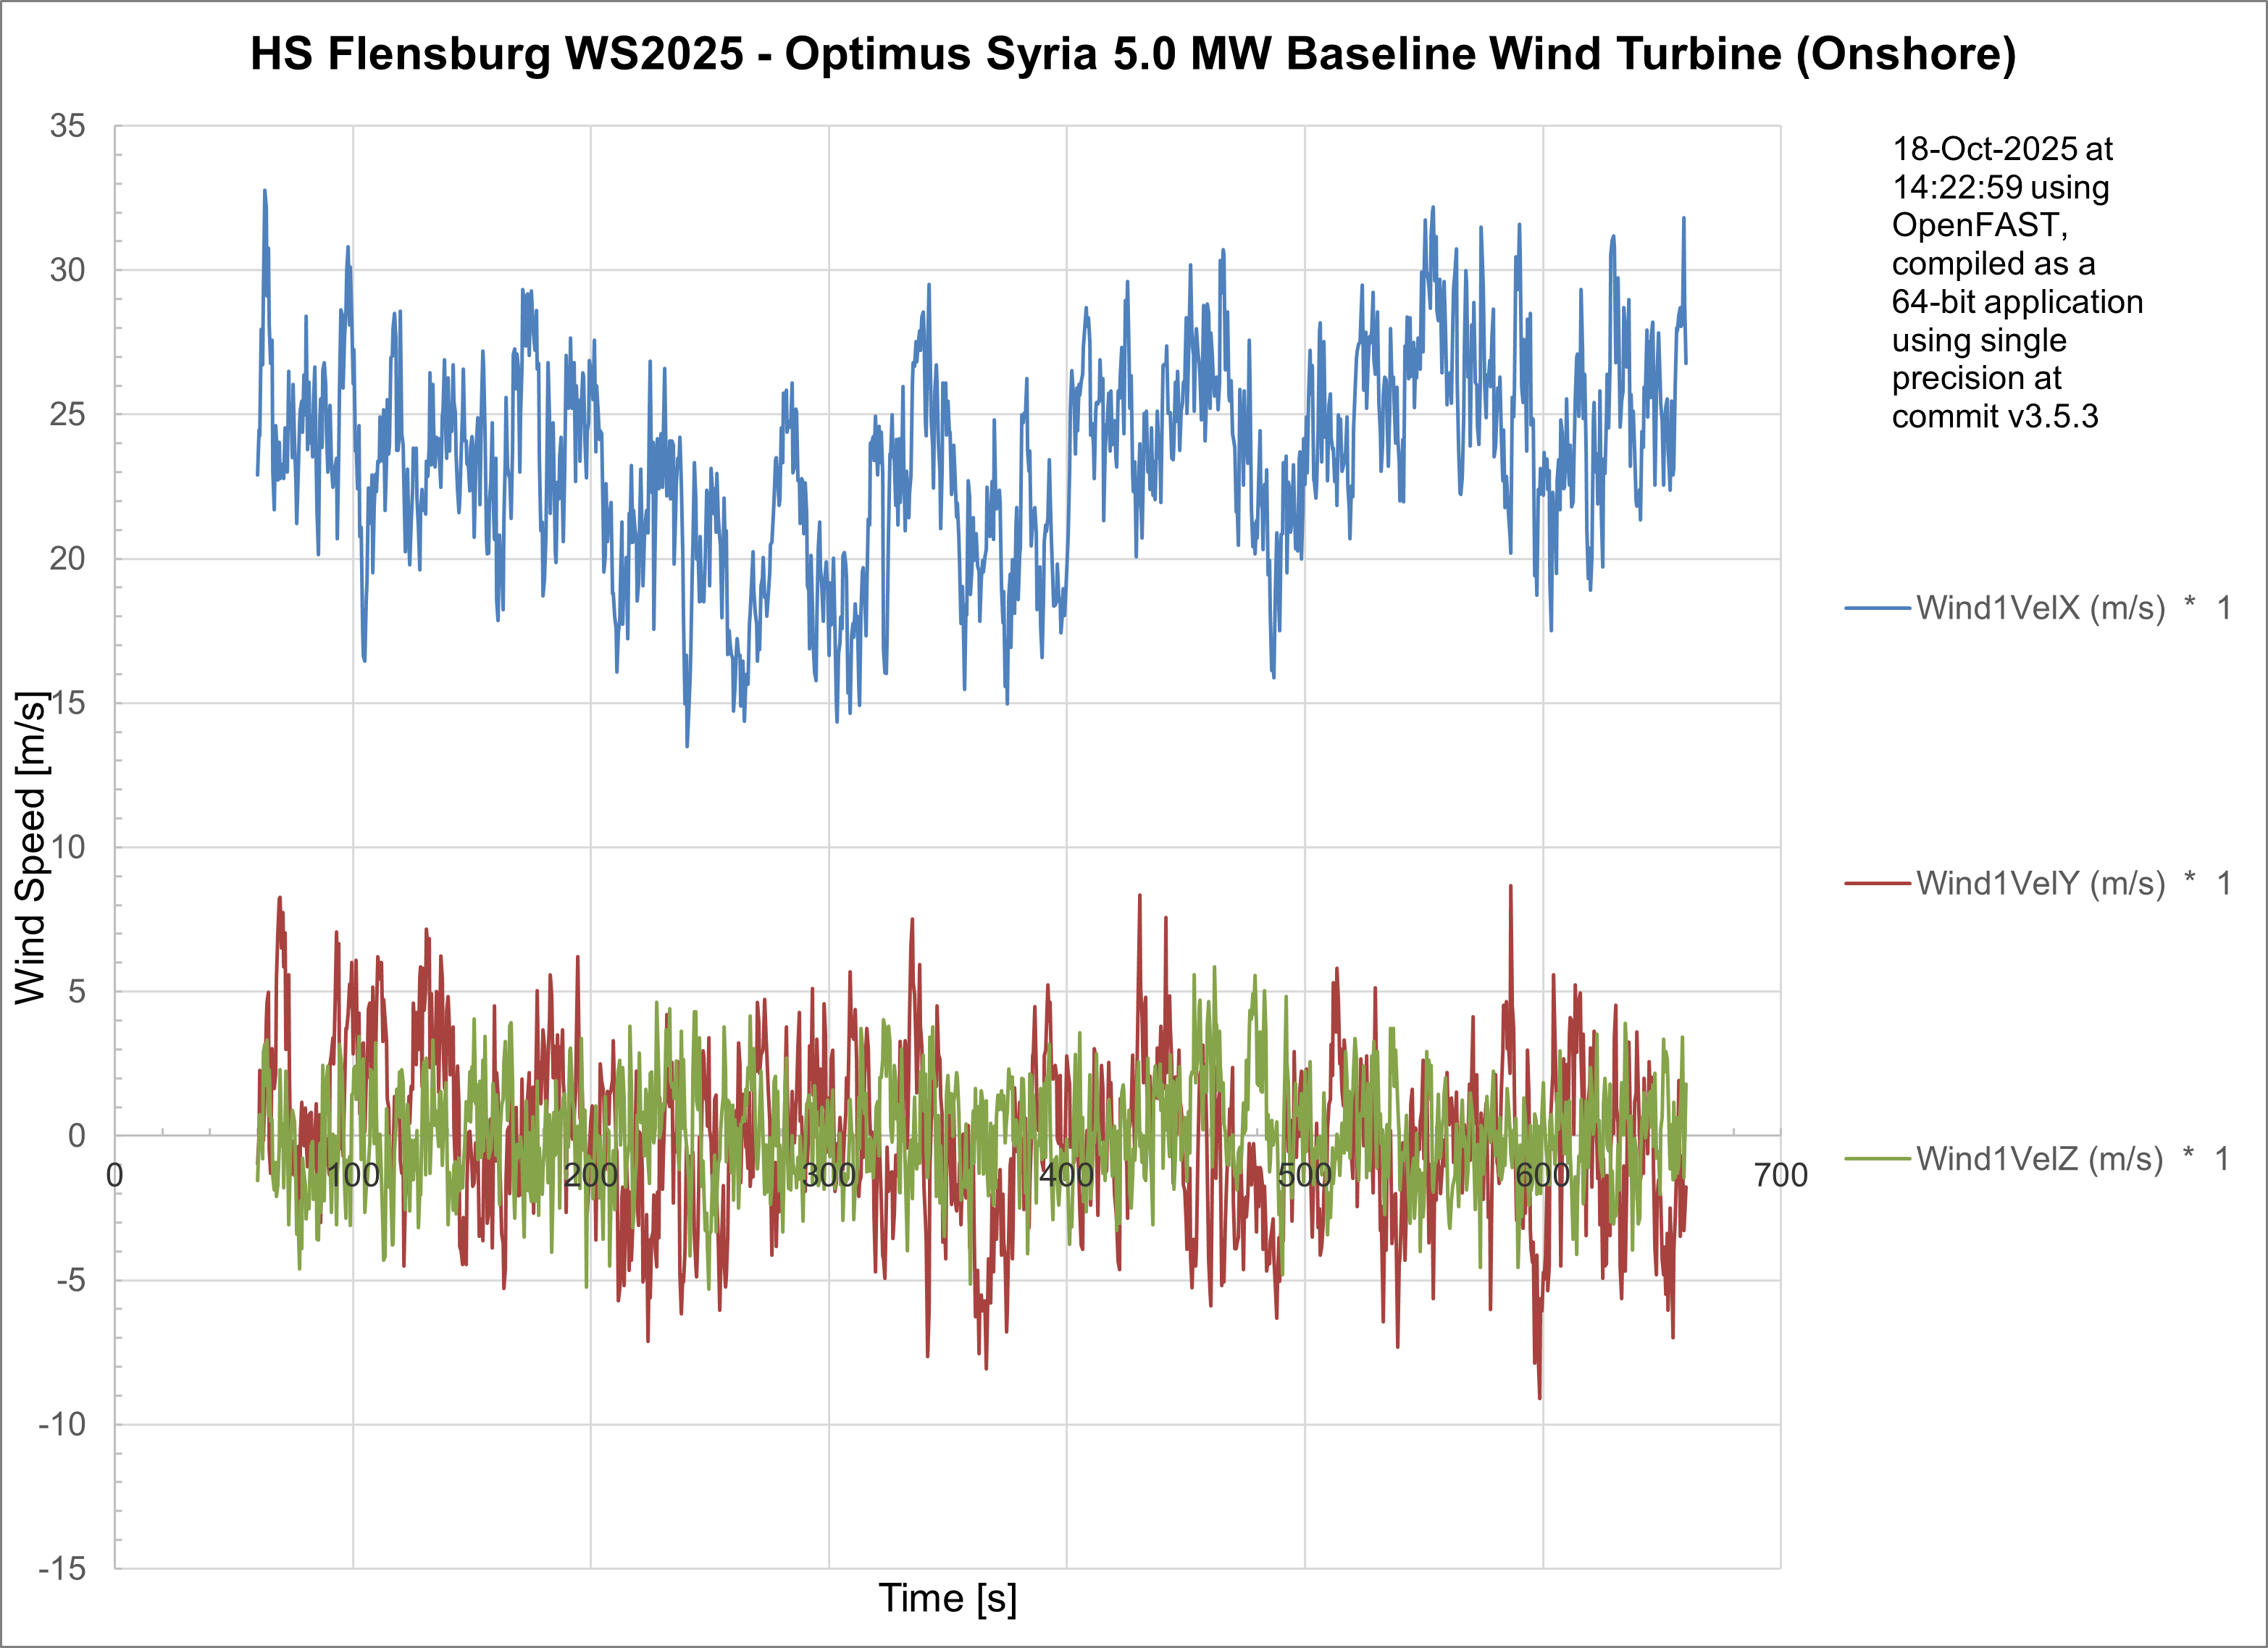 HS Flensburg WS2025 - Optimus Syria 5.0 MW Baseline Wind Turbine (Onshore)
18-Oct-2025 at
14:22:59 using
OpenFAST,
compiled as a
64-bit application
using single
precision at
commit v3.5.3
Wind Speed [m/s]
35
30
25
20
15
10
5
0
-5
-10
-15
0 100 200 300 400 500 600 700
Time [s]
Wind1VelX (m/s) * 1
Wind1VelY (m/s) * 1
Wind1VelZ (m/s) * 1